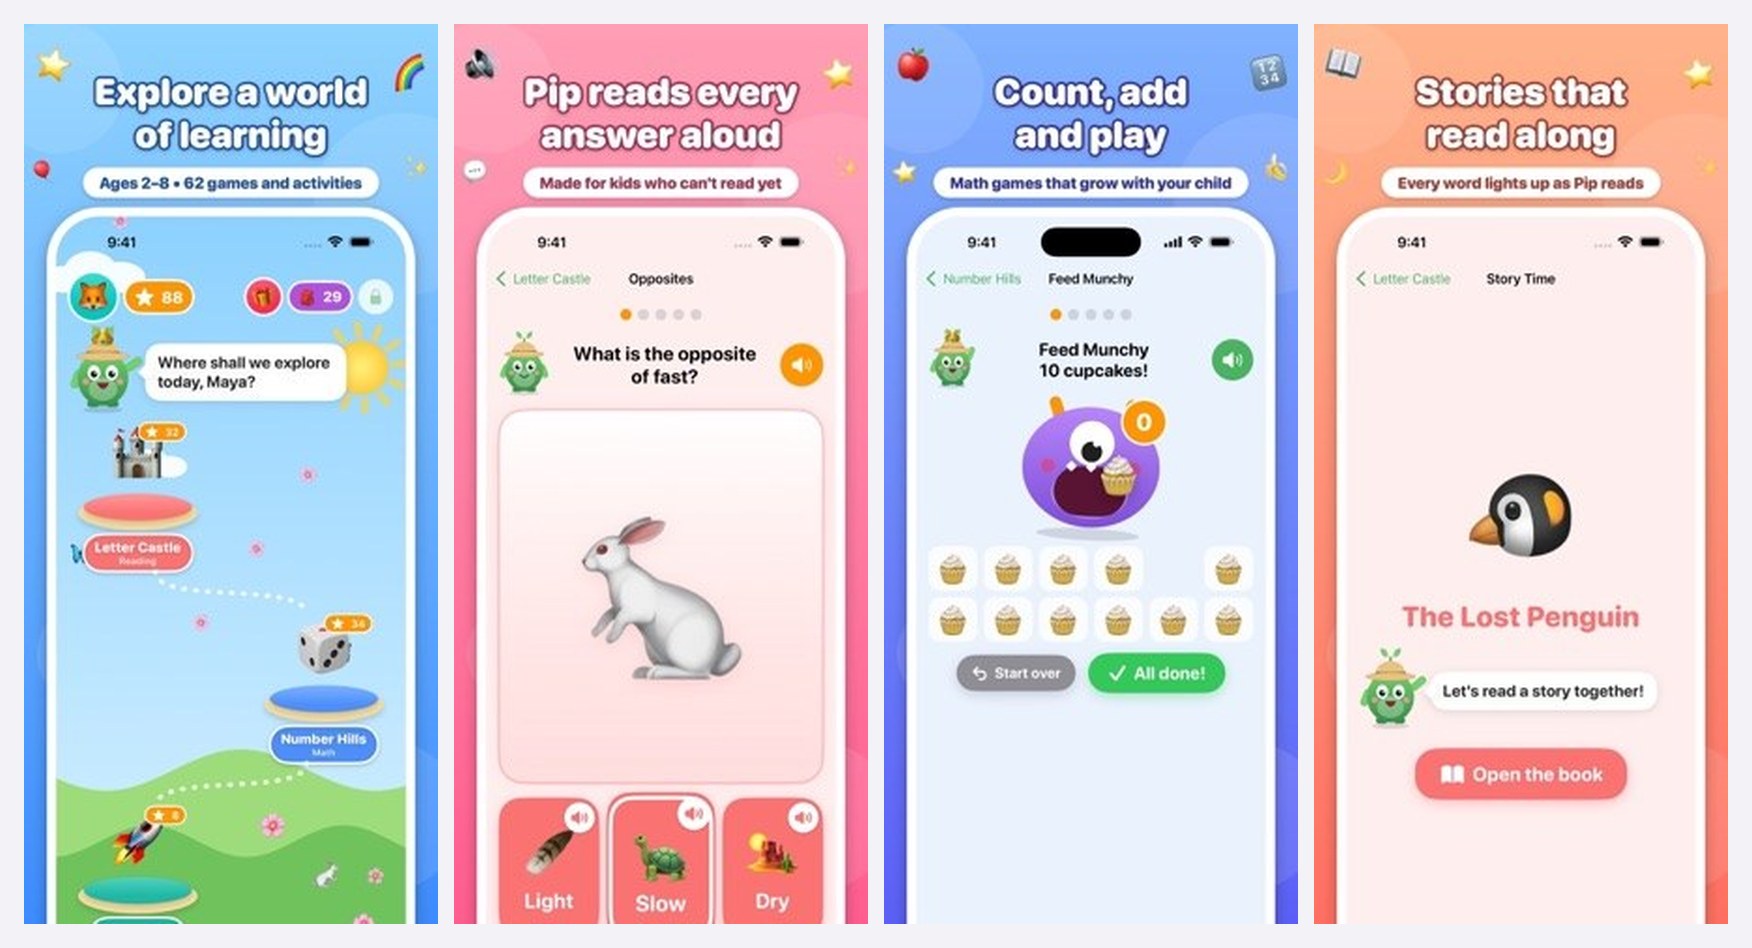 Explore a world
of learning
Ages 2–8 • 62 games and activities
9:41
88
29
Where shall we explore
today, Maya?
32
Letter Castle
Reading
34
Number Hills
Math
8
Pip reads every
answer aloud
Made for kids who can't read yet
9:41
Letter Castle
Opposites
What is the opposite
of fast?
Light
Slow
Dry
Count, add
and play
1 2
3 4
Math games that grow with your child
9:41
Number Hills
Feed Munchy
Feed Munchy
10 cupcakes!
0
Start over
All done!
Stories that
read along
Every word lights up as Pip reads
9:41
Letter Castle
Story Time
The Lost Penguin
Let's read a story together!
Open the book